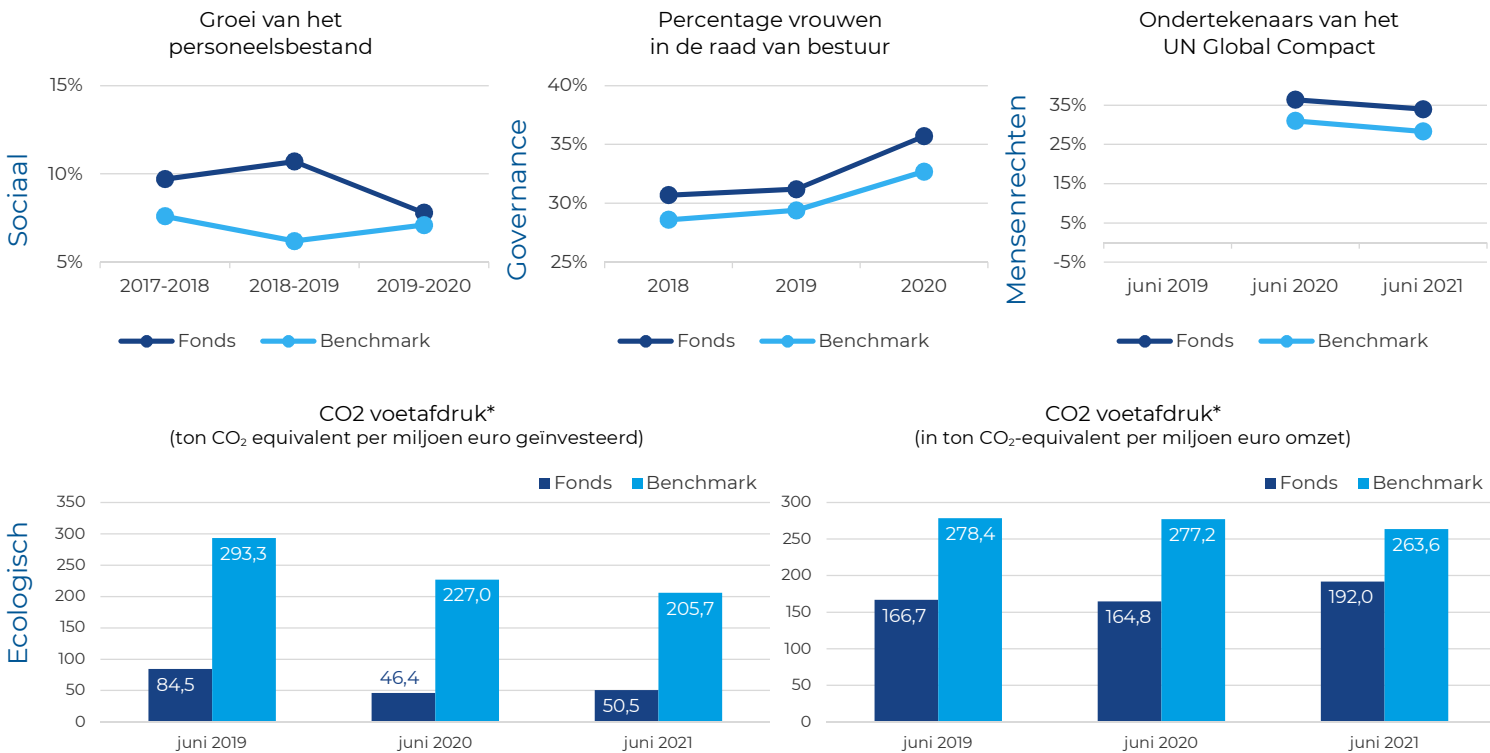 Groei van het
personeelsbestand
Sociaal
15%
10%
5%
2017-2018 2018-2019 2019-2020
Fonds Benchmark
Percentage vrouwen
in de raad van bestuur
Governance
40%
35%
30%
25%
2018 2019 2020
Fonds Benchmark
Ondertekenaars van het
UN Global Compact
Mensenrechten
35%
25%
15%
5%
-5%
juni 2019 juni 2020 juni 2021
Fonds Benchmark
Ecologisch
CO2 voetafdruk*
(ton CO₂ equivalent per miljoen euro geïnvesteerd)
Fonds Benchmark
350
300
250
200
150
100
50
0
84,5 293,3
46,4 227,0
50,5 205,7
juni 2019 juni 2020 juni 2021
CO2 voetafdruk*
(in ton CO₂-equivalent per miljoen euro omzet)
Fonds Benchmark
300
250
200
150
100
50
0
166,7 278,4
164,8 277,2
192,0 263,6
juni 2019 juni 2020 juni 2021